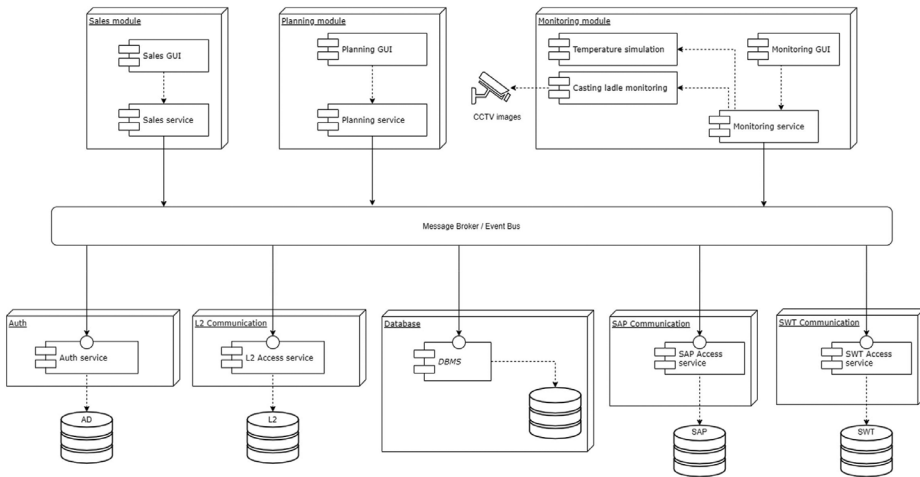 Sales module
Planning module
Monitoring module
Sales GUI
Planning GUI
Temperature simulation
Monitoring GUI
Casting ladle monitoring
CCTV images
Sales service
Planning service
Monitoring service
Message Broker / Event Bus
Auth
L2 Communication
Database
SAP Communication
SWT Communication
Auth service
L2 Access service
DBMS
SAP Access
service
SWT Access
service
AD
L2
SAP
SWT